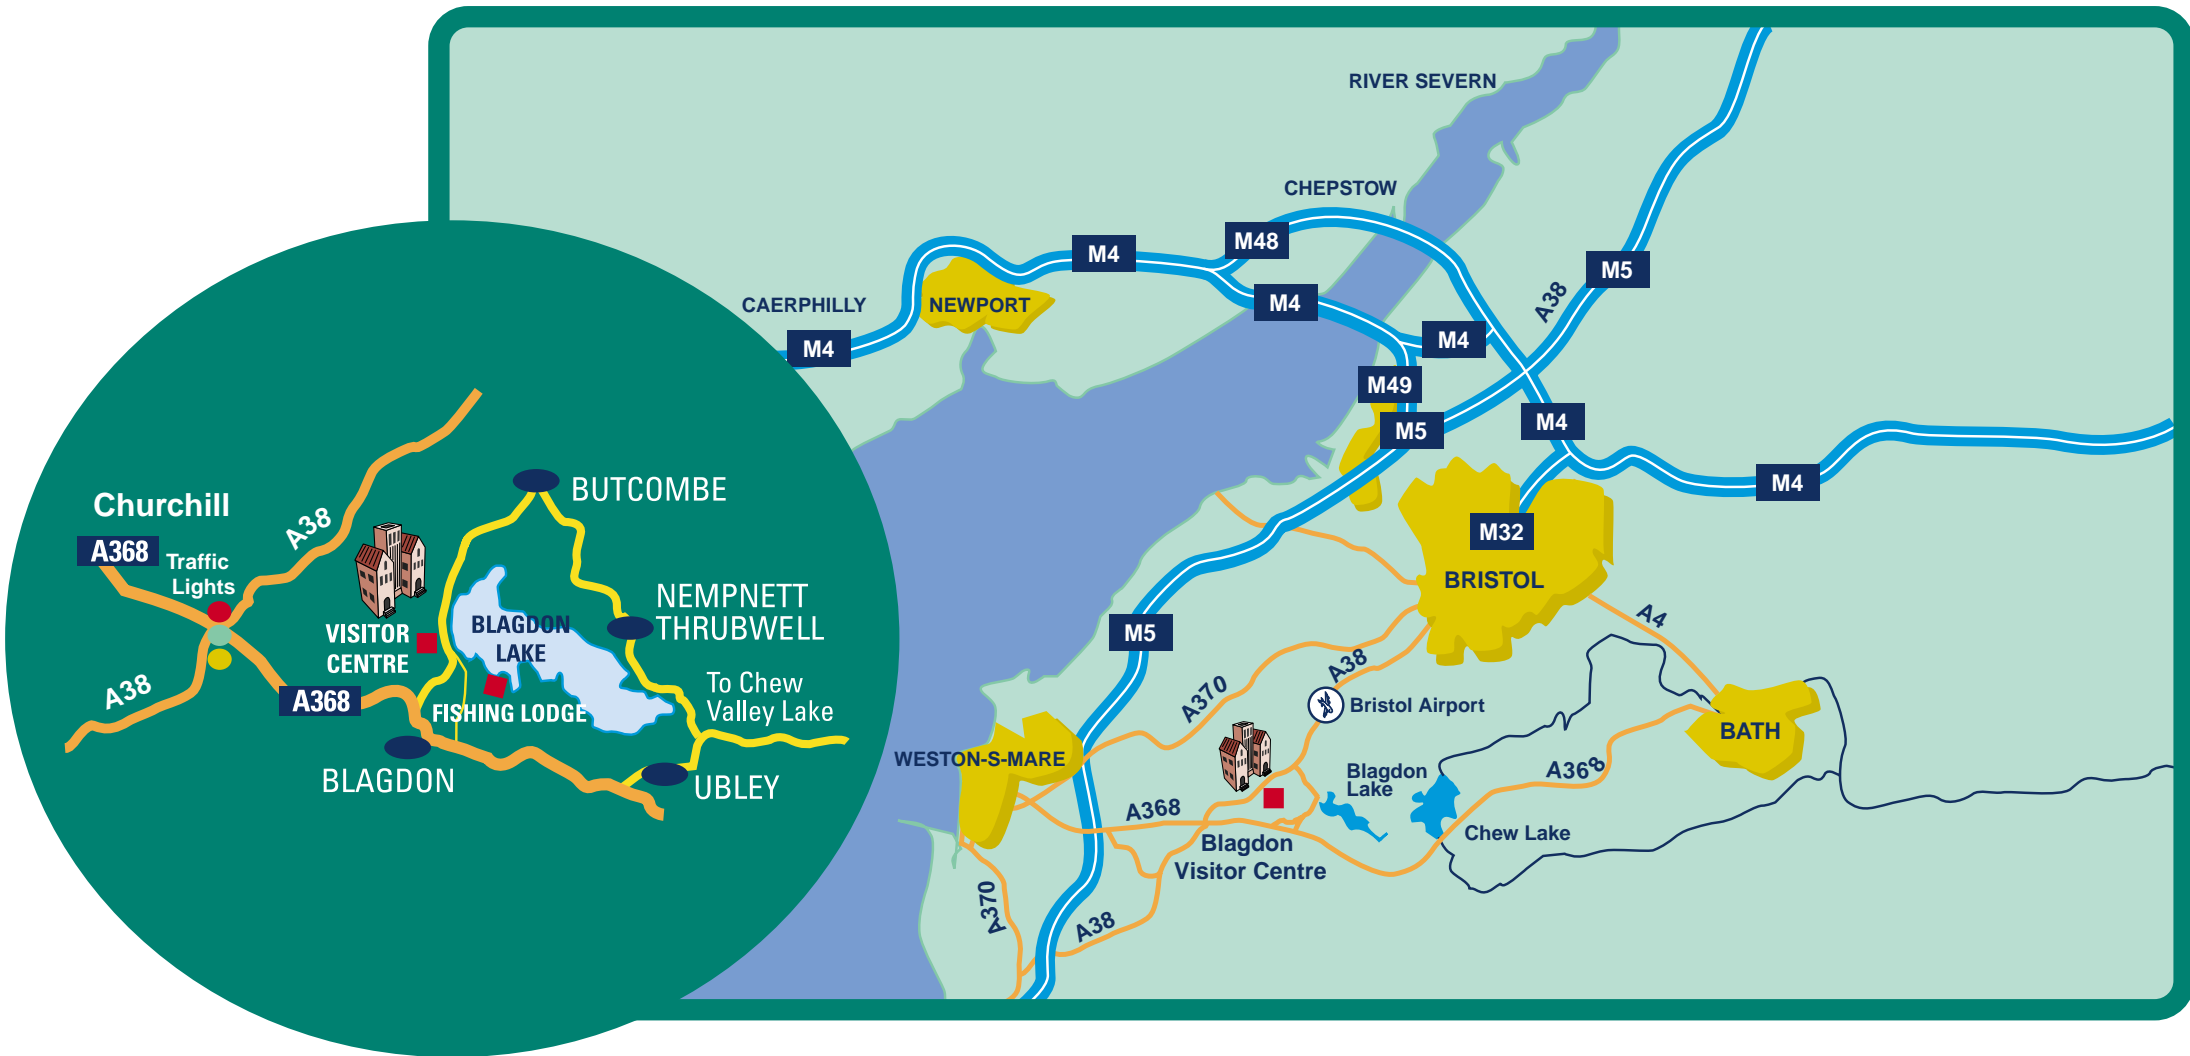 RIVER SEVERN
CHEPSTOW
M48
M4
M5
A38
CAERPHILLY
NEWPORT
M4
M4
M4
M49
M5
M4
M4
M32
BRISTOL
A4
M5
A38
A370
Bristol Airport
BATH
WESTON-S-MARE
Blagdon
Lake
A368
A368
Chew Lake
Blagdon
Visitor Centre
A370
A38
Churchill
A38
A368
Traffic
Lights
BUTCOMBE
NEMPNETT
THRUBWELL
VISITOR
CENTRE
BLAGDON
LAKE
A38
A368
FISHING LODGE
To Chew
Valley Lake
BLAGDON
UBLEY